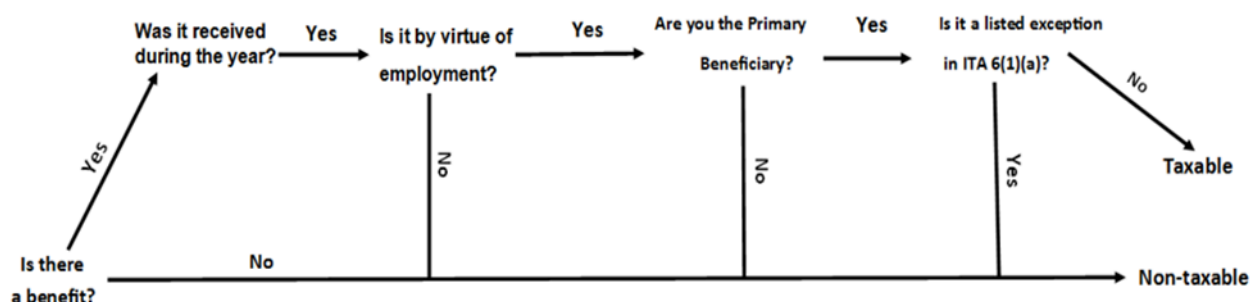 Was it received
during the year?
Yes
Is it by virtue of
employment?
Yes
Are you the Primary
Beneficiary?
Yes
Is it a listed exception
in ITA 6(1)(a)?
No
Taxable
Yes
No
No
Yes
Is there
a benefit?
No
Non-taxable